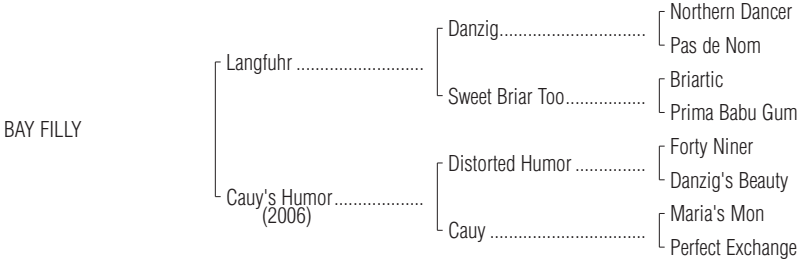 Northern Dancer
Danzig..............................
Pas de Nom
Langfuhr ..........................
Briartic
Sweet Briar Too................
Prima Babu Gum
BAY FILLY
Forty Niner
Distorted Humor ..............
Danzig's Beauty
Cauy's Humor..................
(2006)
Maria's Mon
Cauy ................................
Perfect Exchange